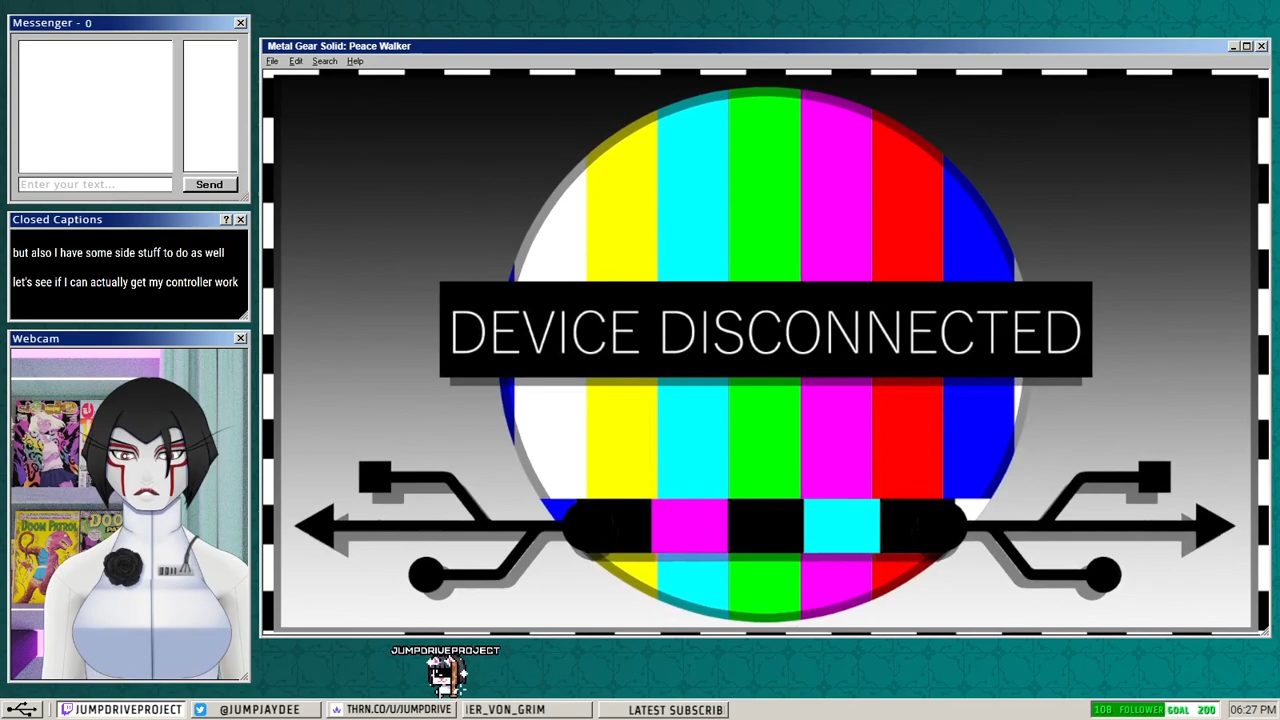 Messenger - 0
Enter your text...
Send
Closed Captions
?
but also I have some side stuff to do as well
let's see if I can actually get my controller work
Webcam
DOOM PATROL
DOO
Metal Gear Solid: Peace Walker
File Edit Search Help
DEVICE DISCONNECTED
JUMPDRIVEPROJECT
JUMPDRIVEPROJECT
@JUMPJAYDEE
THRN.CO/U/JUMPDRIVE
IER_VON_GRIM
LATEST SUBSCRIB
108 FOLLOWER GOAL 200
06:27 PM